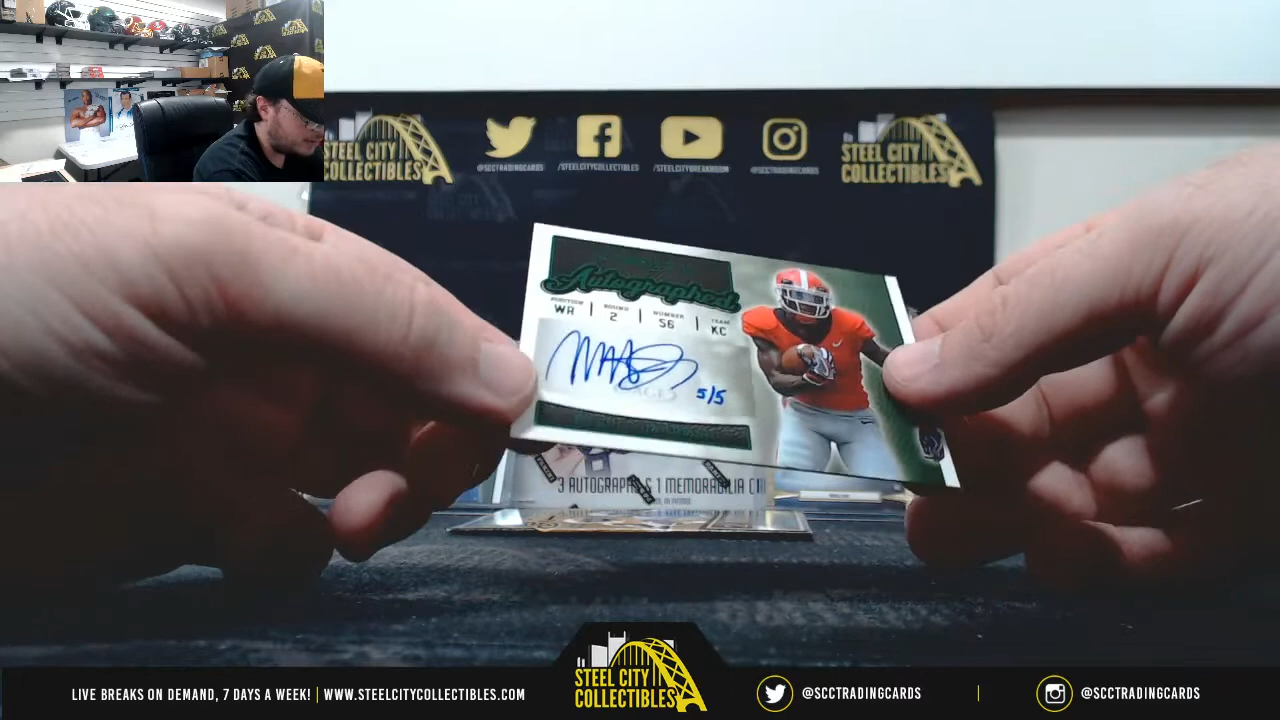 STEEL CITY
COLLECTIBLES
@SCCTRADINGCARDS
/STEELCITYCOLLECTIBLES
/STEELCITYBREAKROOM
@SCCTRADINGCARDS
STEEL CITY
COLLECTIBLES
Autographed
POSITION
WR
ROUND
2
NUMBER
56
TEAM
KC
5/5
3 AUTOGRAPHS & 1 MEMORABILIA
LIVE BREAKS ON DEMAND, 7 DAYS A WEEK! | WWW.STEELCITYCOLLECTIBLES.COM
STEEL CITY
COLLECTIBLES
@SCCTRADINGCARDS
@SCCTRADINGCARDS